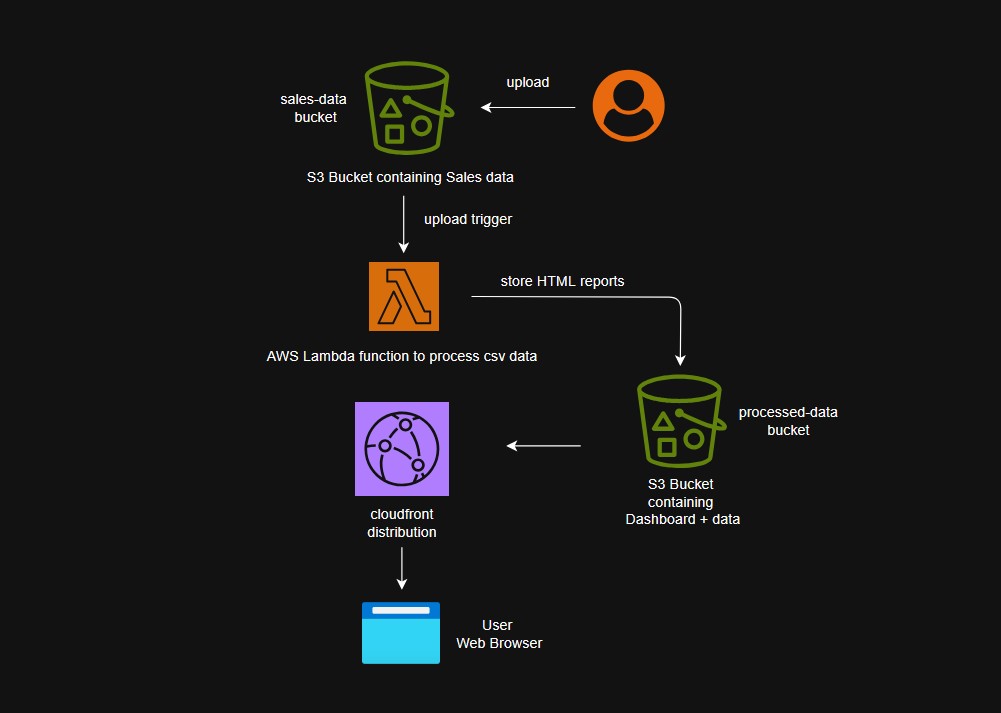 upload
sales-data
bucket
S3 Bucket containing Sales data
upload trigger
store HTML reports
AWS Lambda function to process csv data
processed-data
bucket
S3 Bucket
containing
Dashboard + data
cloudfront
distribution
User
Web Browser